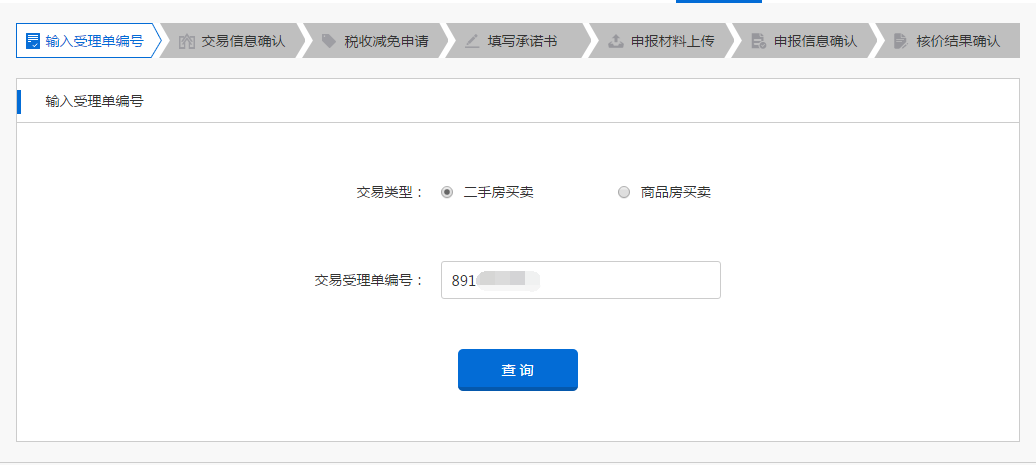 输入受理单编号 交易信息确认 税收减免申请 填写承诺书 申报材料上传 申报信息确认 核价结果确认
输入受理单编号
交易类型： 二手房买卖 商品房买卖
交易受理单编号： 891
查询